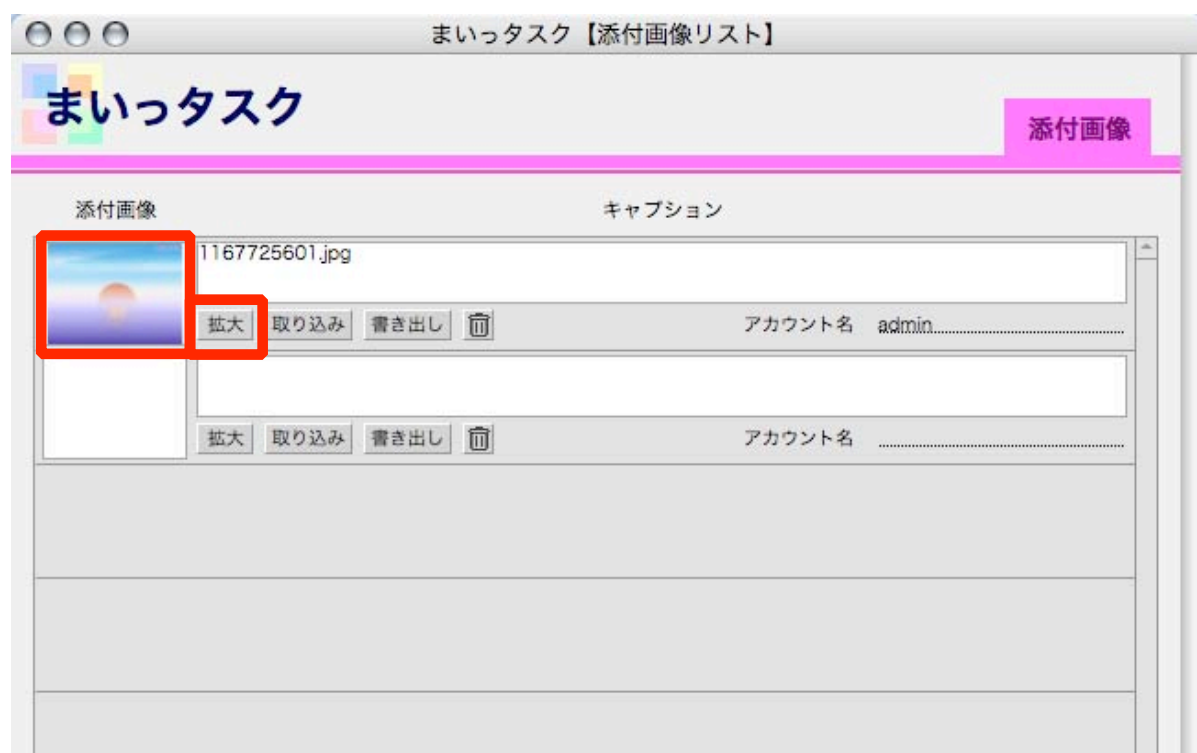 まいっタスク【添付画像リスト】
まいっタスク
添付画像
添付画像 キャプション
1167725601.jpg
拡大 取り込み 書き出し アカウント名 admin
拡大 取り込み 書き出し アカウント名